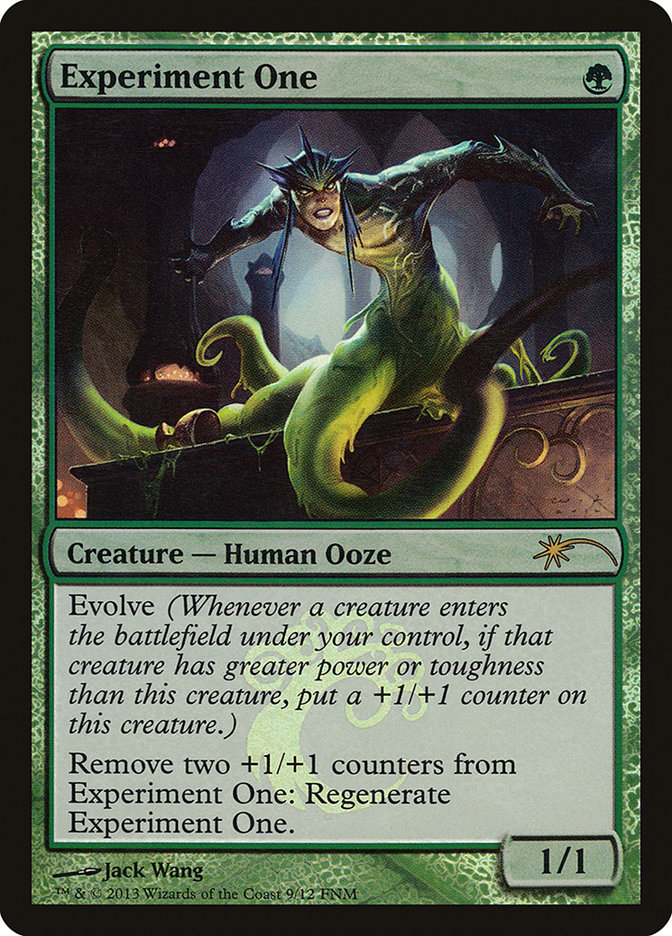 Experiment One
Creature — Human Ooze
Evolve (Whenever a creature enters
the battlefield under your control, if that
creature has greater power or toughness
than this creature, put a +1/+1 counter on
this creature.)
Remove two +1/+1 counters from
Experiment One: Regenerate
Experiment One.
1/1
Jack Wang
™ & © 2013 Wizards of the Coast 9/12 FNM